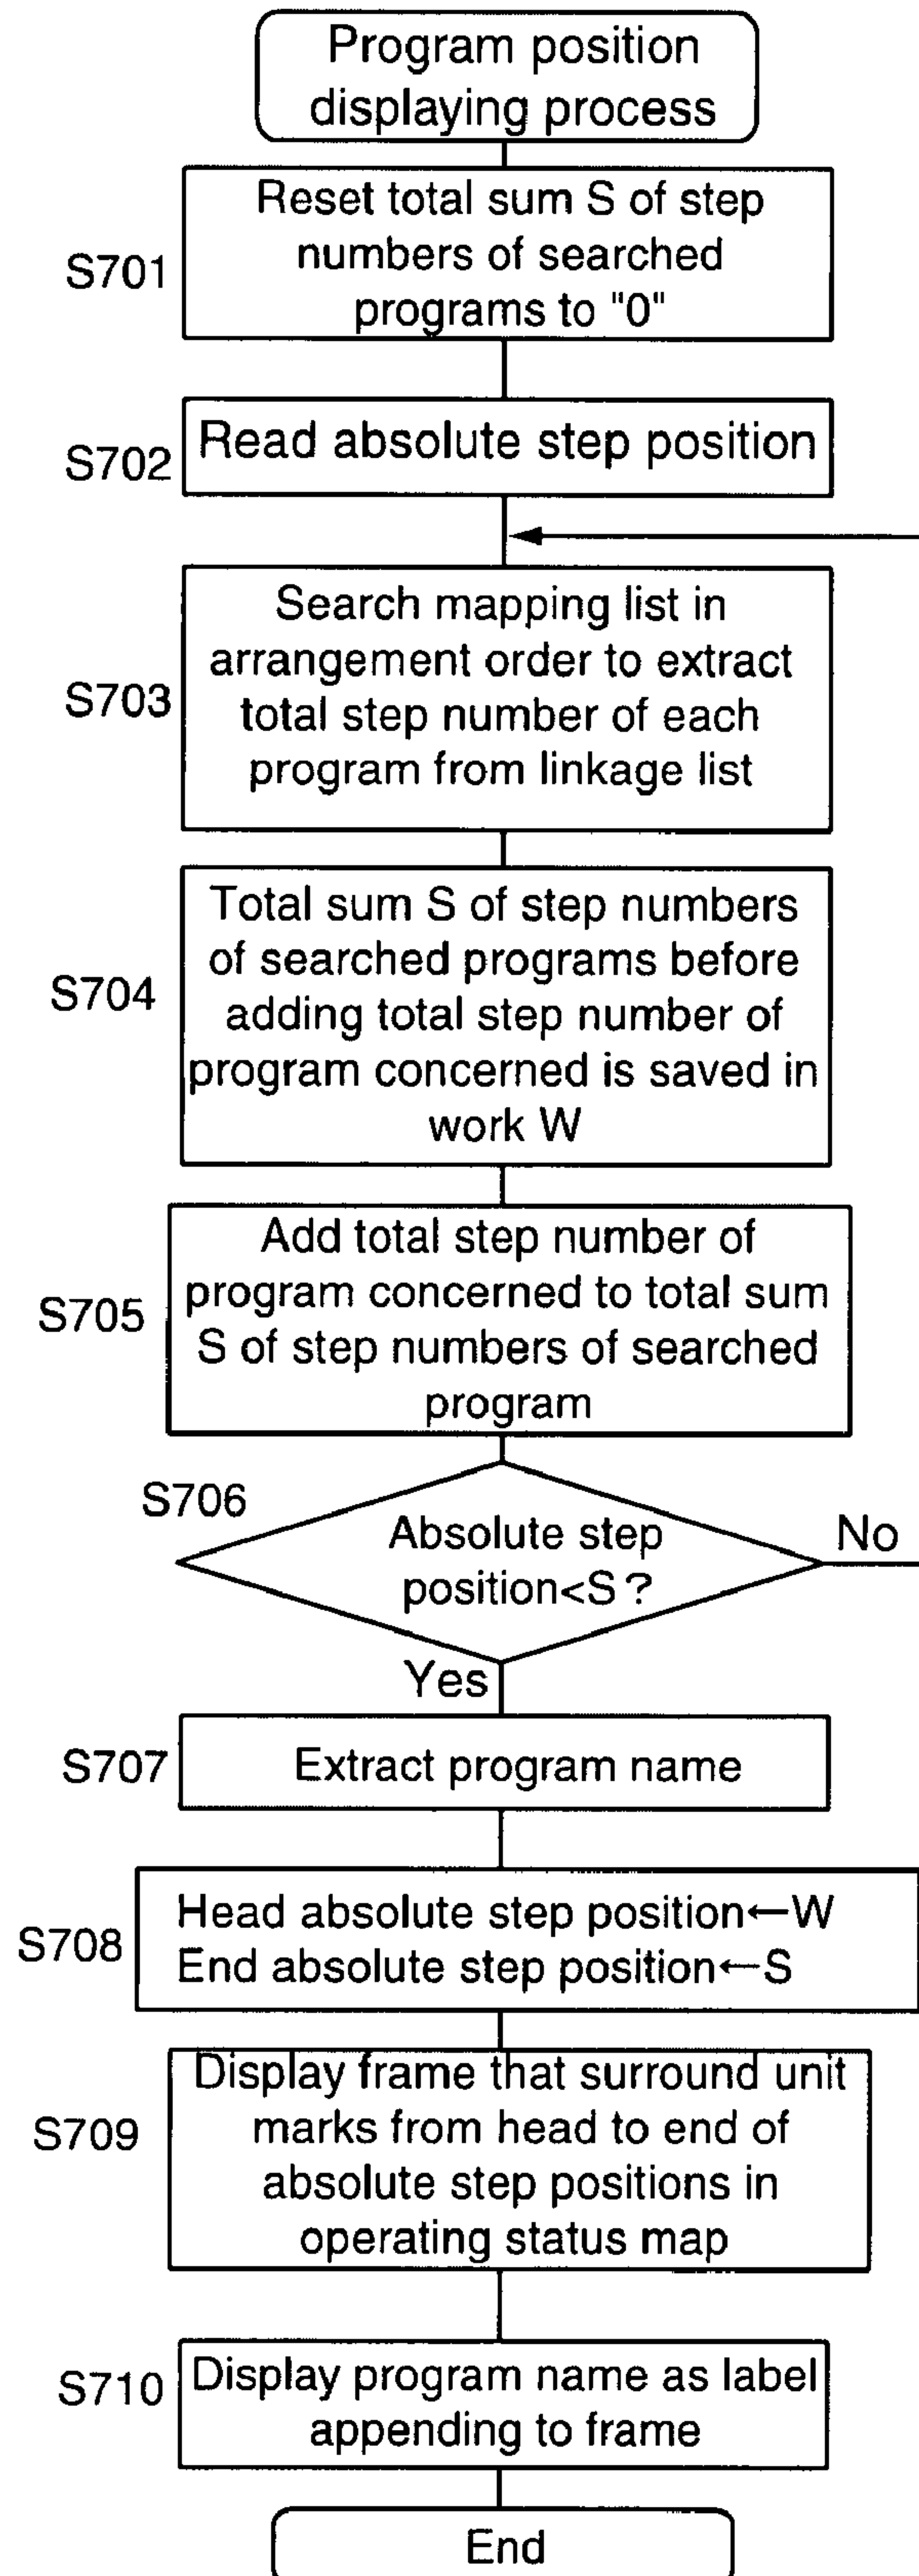 Program position
displaying process
Reset total sum S of step
numbers of searched
programs to "0"
S701
Read absolute step position
S702
Search mapping list in
arrangement order to extract
total step number of each
program from linkage list
S703
Total sum S of step numbers
of searched programs before
adding total step number of
program concerned is saved in
work W
S704
Add total step number of
program concerned to total sum
S of step numbers of searched
program
S705
S706
Absolute step
position<S?
No
Yes
S707
Extract program name
S708
Head absolute step position←W
End absolute step position←S
Display frame that surround unit
marks from head to end of
absolute step positions in
operating status map
S709
Display program name as label
appending to frame
S710
End